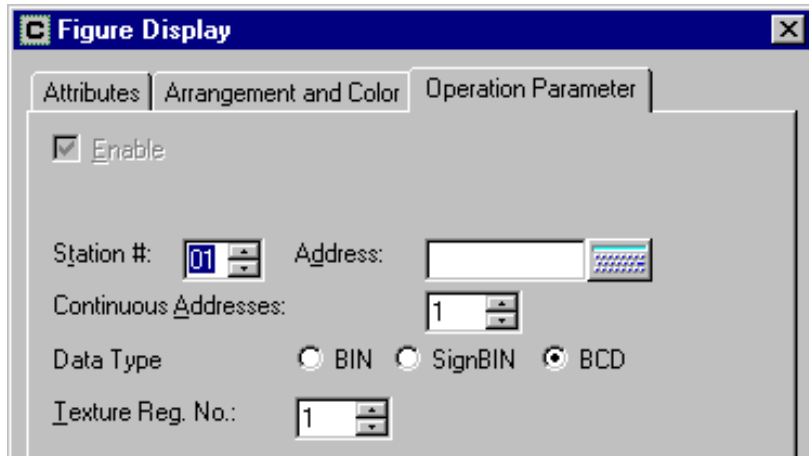 C Figure Display
Attributes Arrangement and Color Operation Parameter
Enable
Station #: 01 Address:
Continuous Addresses: 1
Data Type BIN SignBIN BCD
Texture Reg. No.: 1